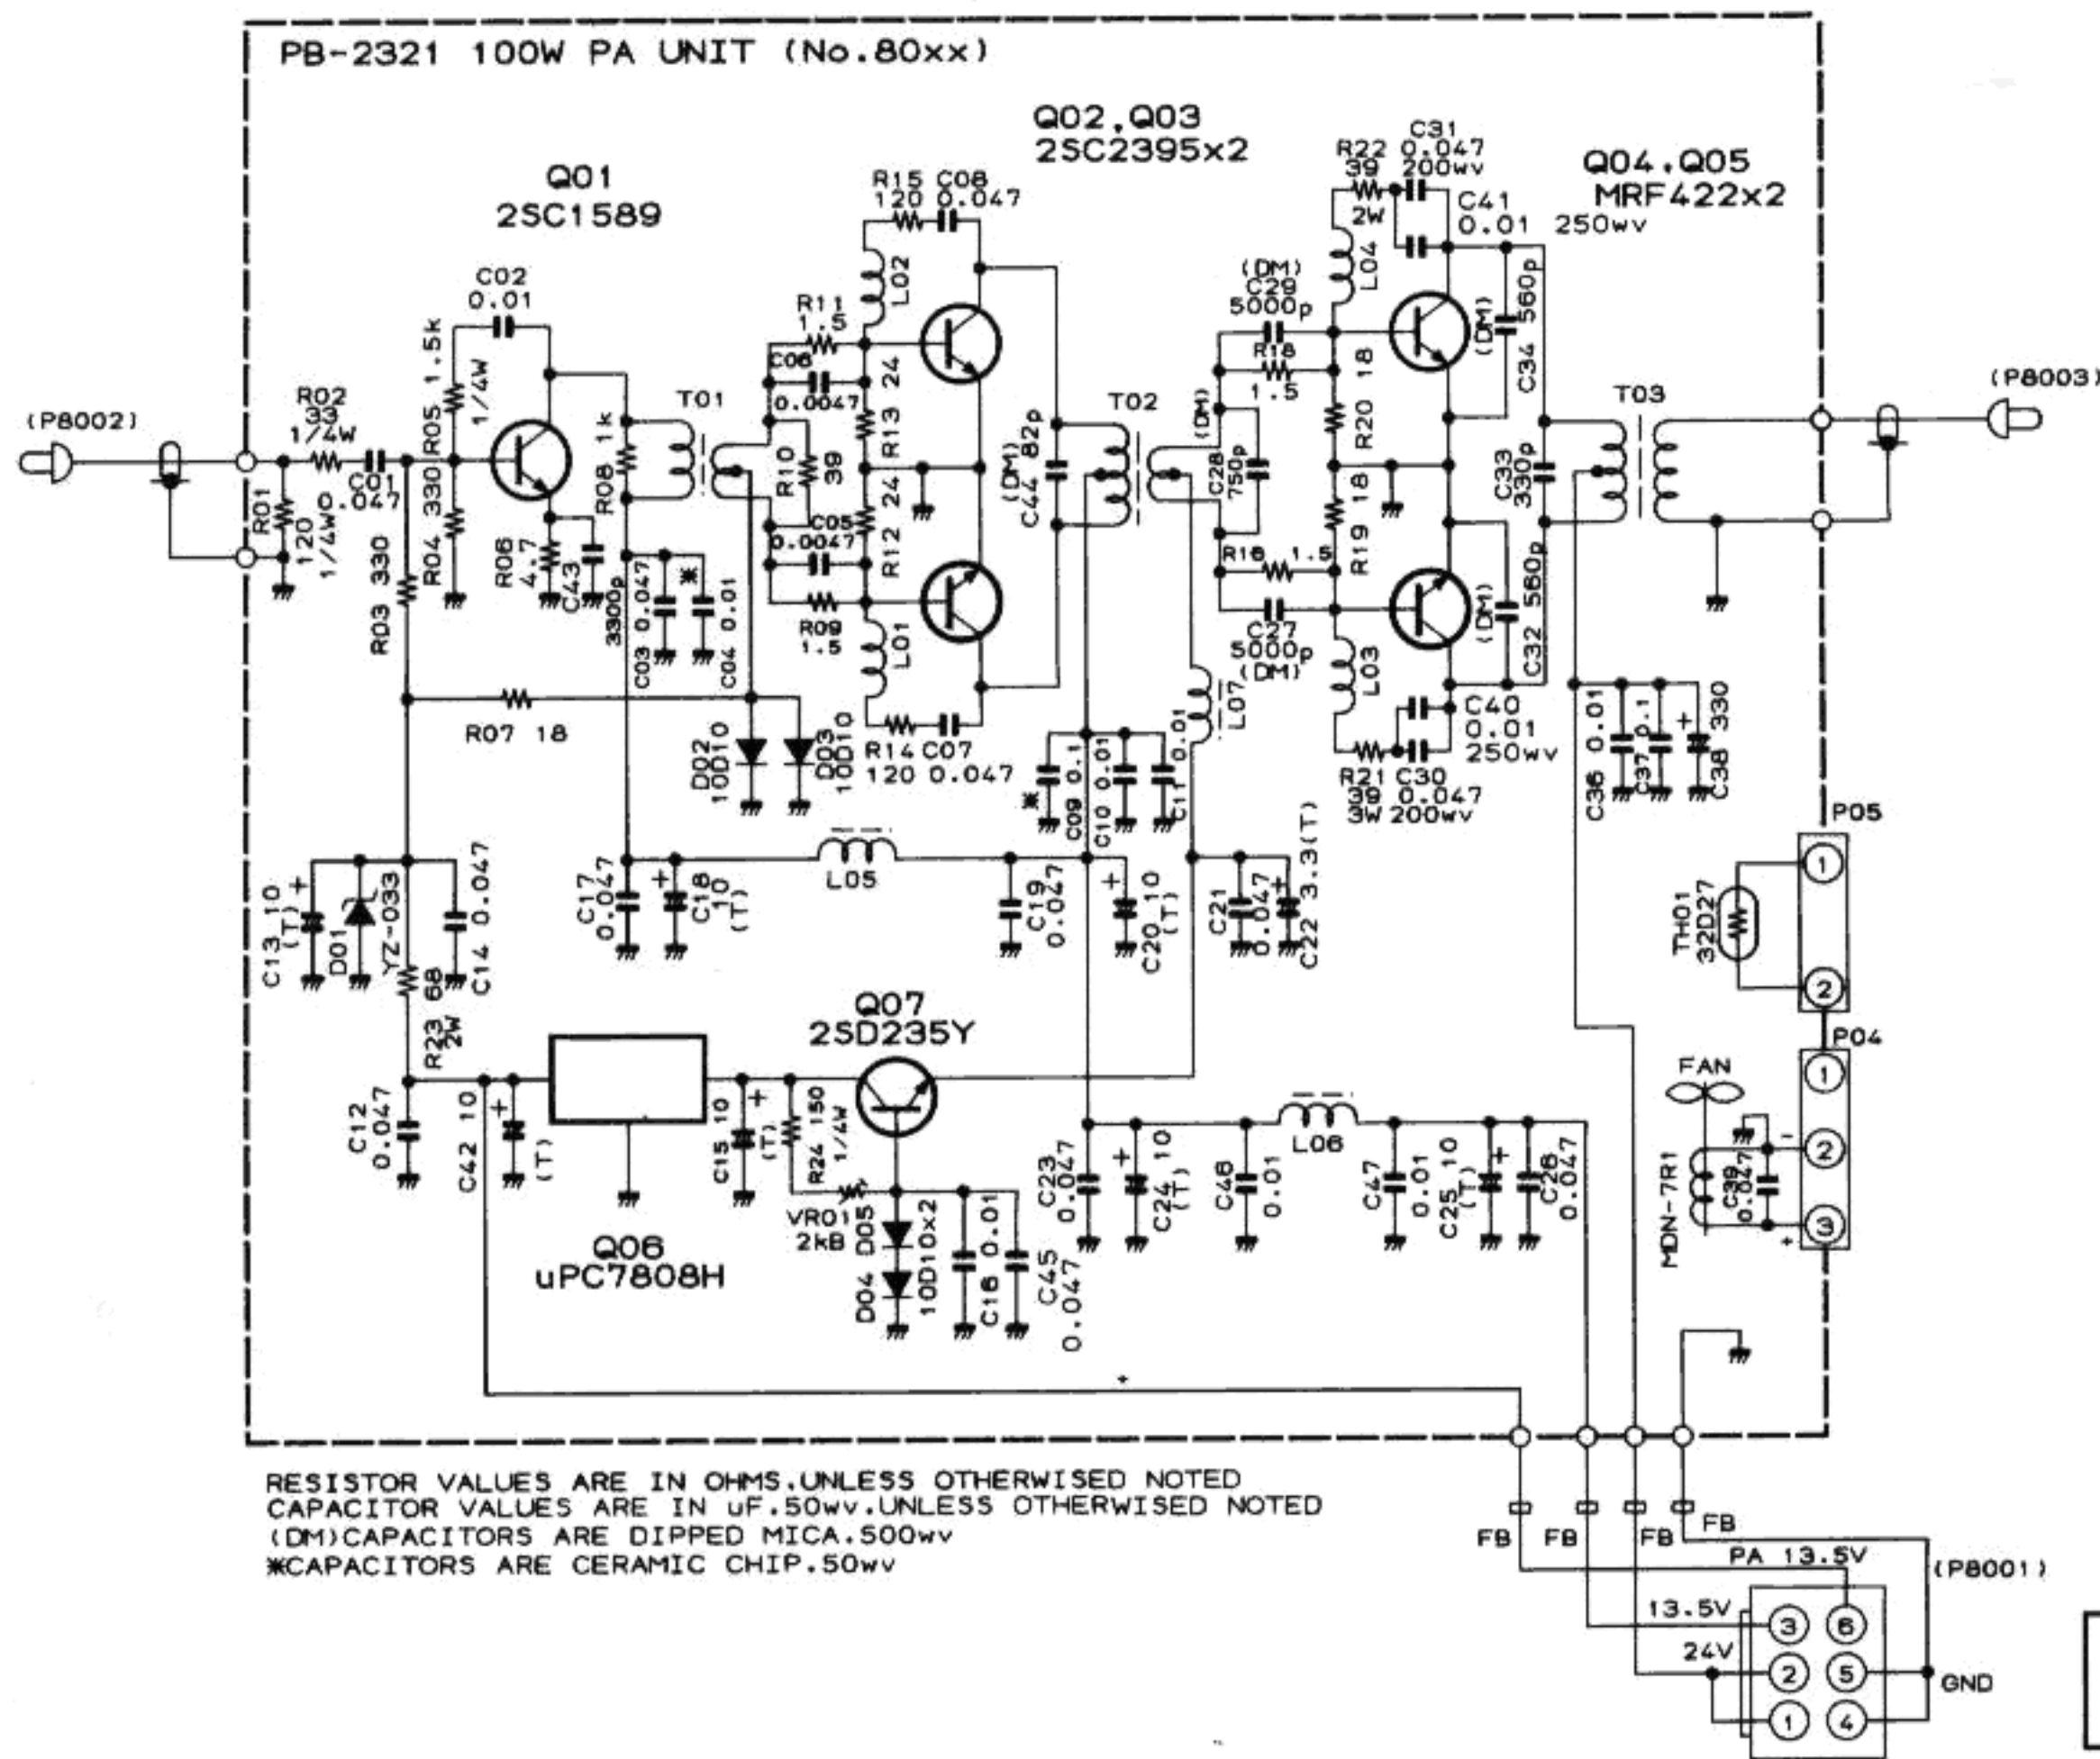 PB-2321 100W PA UNIT (No.80xx)
Q01
2SC1589
Q02,Q03
2SC2395x2
Q04.Q05
MRF422x2
(P8002)
R01
120
1/4W
R02
33
1/4W
C01
0.047
R03 330
R04 330
R05 1.5k
1/4W
C02
0.01
R06
4.7
C43
3300p
R08 1k
T01
C03 0.047
*
C04 0.01
R07 18
D02
10D10
D03
10D10
R11
1.5
C06
0.0047
R10
39
C05
0.0047
R09
1.5
R15 C08
120 0.047
L02
R13 24
R12 24
L01
R14 C07
120 0.047
(DM)
C44 82p
T02
C09 0.1
*
C10 0.01
C11 0.01
L07
(DM)
C29
5000p
R18
1.5
(DM)
C28
750p
R16 1.5
C27
5000p
(DM)
R22 C31
39 0.047
2W 200wv
C41
0.01 250wv
L04
R20 18
R19 18
L03
R21 C30
39 0.047
3W 200wv
C40
0.01
250wv
(DM)
C34 560p
(DM)
C32 560p
C33
330p
T03
(P8003)
C36 0.01
C37 0.1
+
C38 330
P05
1
2
TH01
32D27
P04
1
2
3
FAN
MDN-7R1
C39
0.047
-
+
C13 10
(T)
+
D01
YZ-033
C14 0.047
R23 68
2W
C12
0.047
C42 10
+
(T)
C17
0.047
+
C18
10
(T)
L05
C19
0.047
+
C20 10
(T)
C21
0.047
+
C22 3.3(T)
Q07
2SD235Y
Q06
uPC7808H
C15 10
(T)
+
R24 150
1/4W
VR01
2kB
D05
D04
10D10x2
C16 0.01
C45
0.047
C23
0.047
+
C24 10
(T)
C46
0.01
L06
C47
0.01
C25 10
(T)
+
C26
0.047
+
RESISTOR VALUES ARE IN OHMS.UNLESS OTHERWISED NOTED
CAPACITOR VALUES ARE IN uF.50wv.UNLESS OTHERWISED NOTED
(DM)CAPACITORS ARE DIPPED MICA.500wv
*CAPACITORS ARE CERAMIC CHIP.50wv
FB
FB
FB
FB
PA 13.5V
(P8001)
13.5V
24V
3
6
2
5
1
4
GND